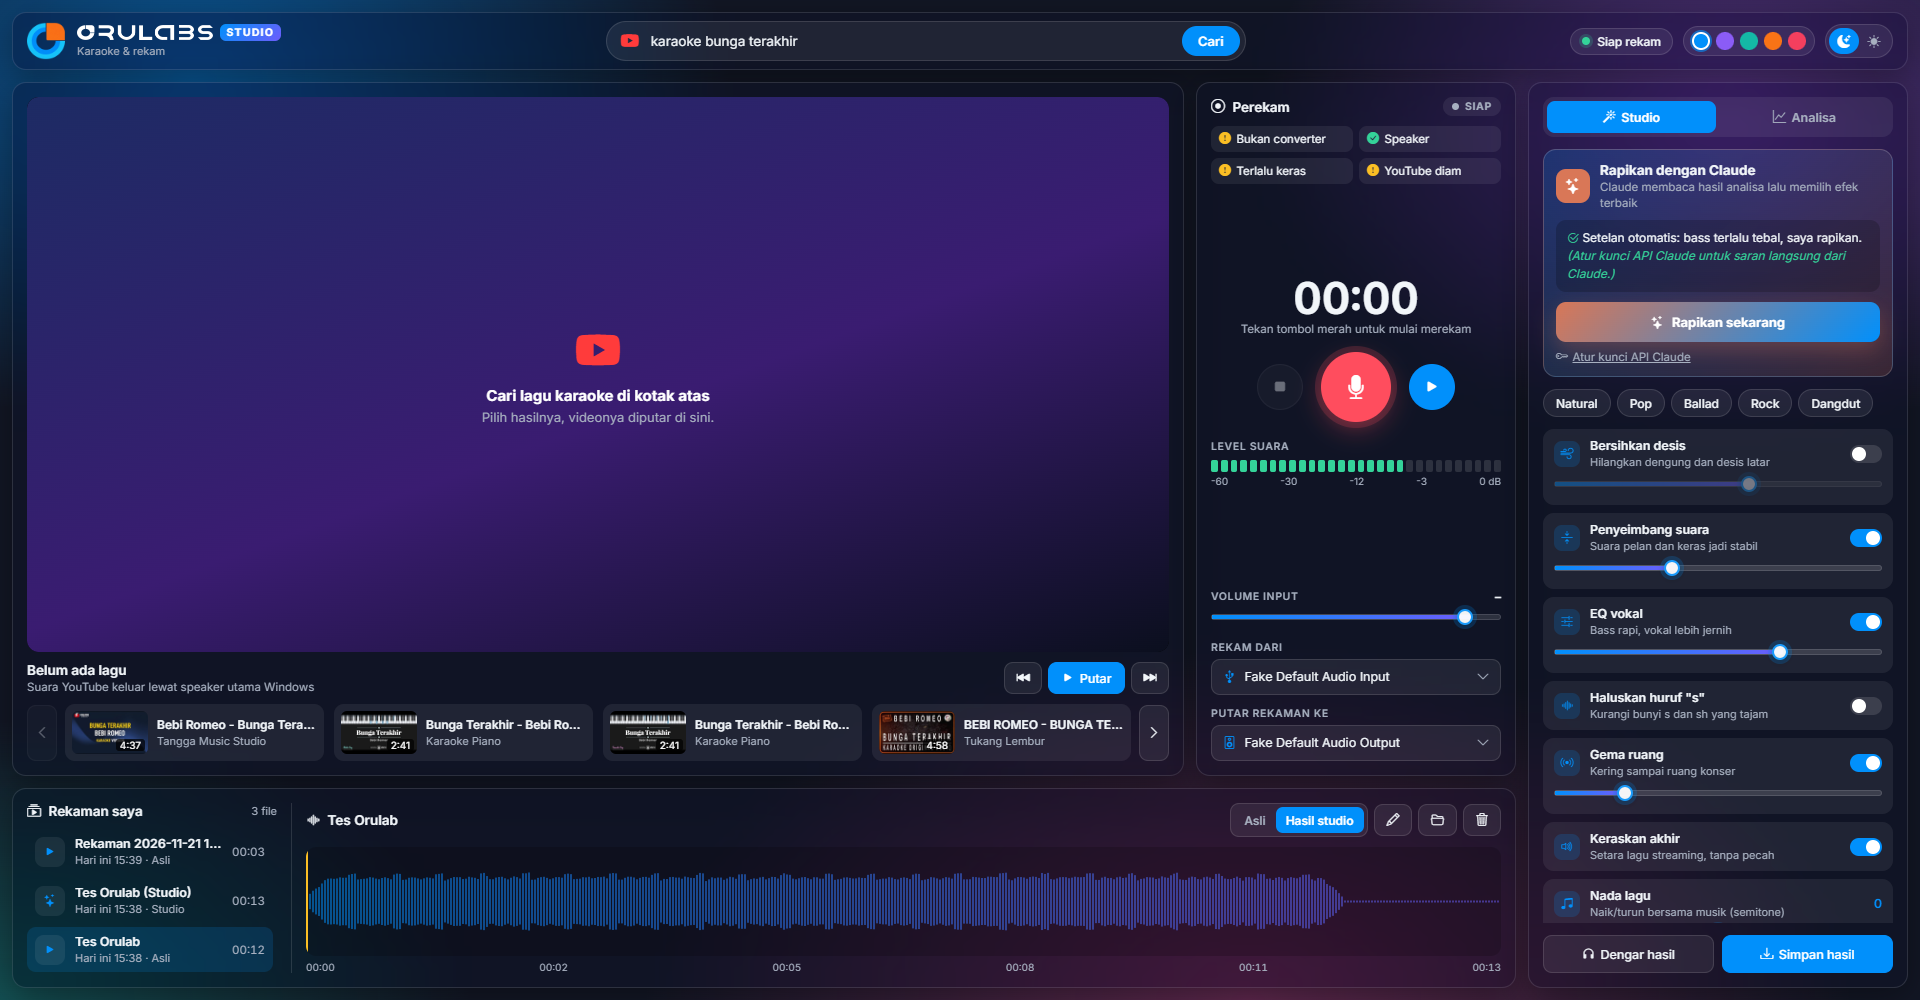 ORULABS STUDIO
Karaoke & rekam
karaoke bunga terakhir
Cari
Siap rekam
Cari lagu karaoke di kotak atas
Pilih hasilnya, videonya diputar di sini.
Belum ada lagu
Suara YouTube keluar lewat speaker utama Windows
Putar
BUNGA TERAKHIR
BEBI ROMEO
4:37
Bebi Romeo - Bunga Tera...
Tangga Music Studio
Bunga Terakhir
2:41
Bunga Terakhir - Bebi Ro...
Karaoke Piano
Bunga Terakhir
2:41
Bunga Terakhir - Bebi Ro...
Karaoke Piano
BEBI ROMEO
BUNGA TERAKHIR
4:58
BEBI ROMEO - BUNGA TE...
Tukang Lembur
Perekam
SIAP
Bukan converter
Speaker
Terlalu keras
YouTube diam
00:00
Tekan tombol merah untuk mulai merekam
LEVEL SUARA
-60 -30 -12 -3 0 dB
VOLUME INPUT –
REKAM DARI
Fake Default Audio Input
PUTAR REKAMAN KE
Fake Default Audio Output
Studio
Analisa
Rapikan dengan Claude
Claude membaca hasil analisa lalu memilih efek
terbaik
Setelan otomatis: bass terlalu tebal, saya rapikan.
(Atur kunci API Claude untuk saran langsung dari
Claude.)
Rapikan sekarang
Atur kunci API Claude
Natural Pop Ballad Rock Dangdut
Bersihkan desis
Hilangkan dengung dan desis latar
Penyeimbang suara
Suara pelan dan keras jadi stabil
EQ vokal
Bass rapi, vokal lebih jernih
Haluskan huruf "s"
Kurangi bunyi s dan sh yang tajam
Gema ruang
Kering sampai ruang konser
Keraskan akhir
Setara lagu streaming, tanpa pecah
Nada lagu
Naik/turun bersama musik (semitone)
0
Dengar hasil
Simpan hasil
Rekaman saya
3 file
Rekaman 2026-11-21 1...
Hari ini 15:39 · Asli
00:03
Tes Orulab (Studio)
Hari ini 15:38 · Studio
00:13
Tes Orulab
Hari ini 15:38 · Asli
00:12
Tes Orulab
Asli
Hasil studio
00:00 00:02 00:05 00:08 00:11 00:13